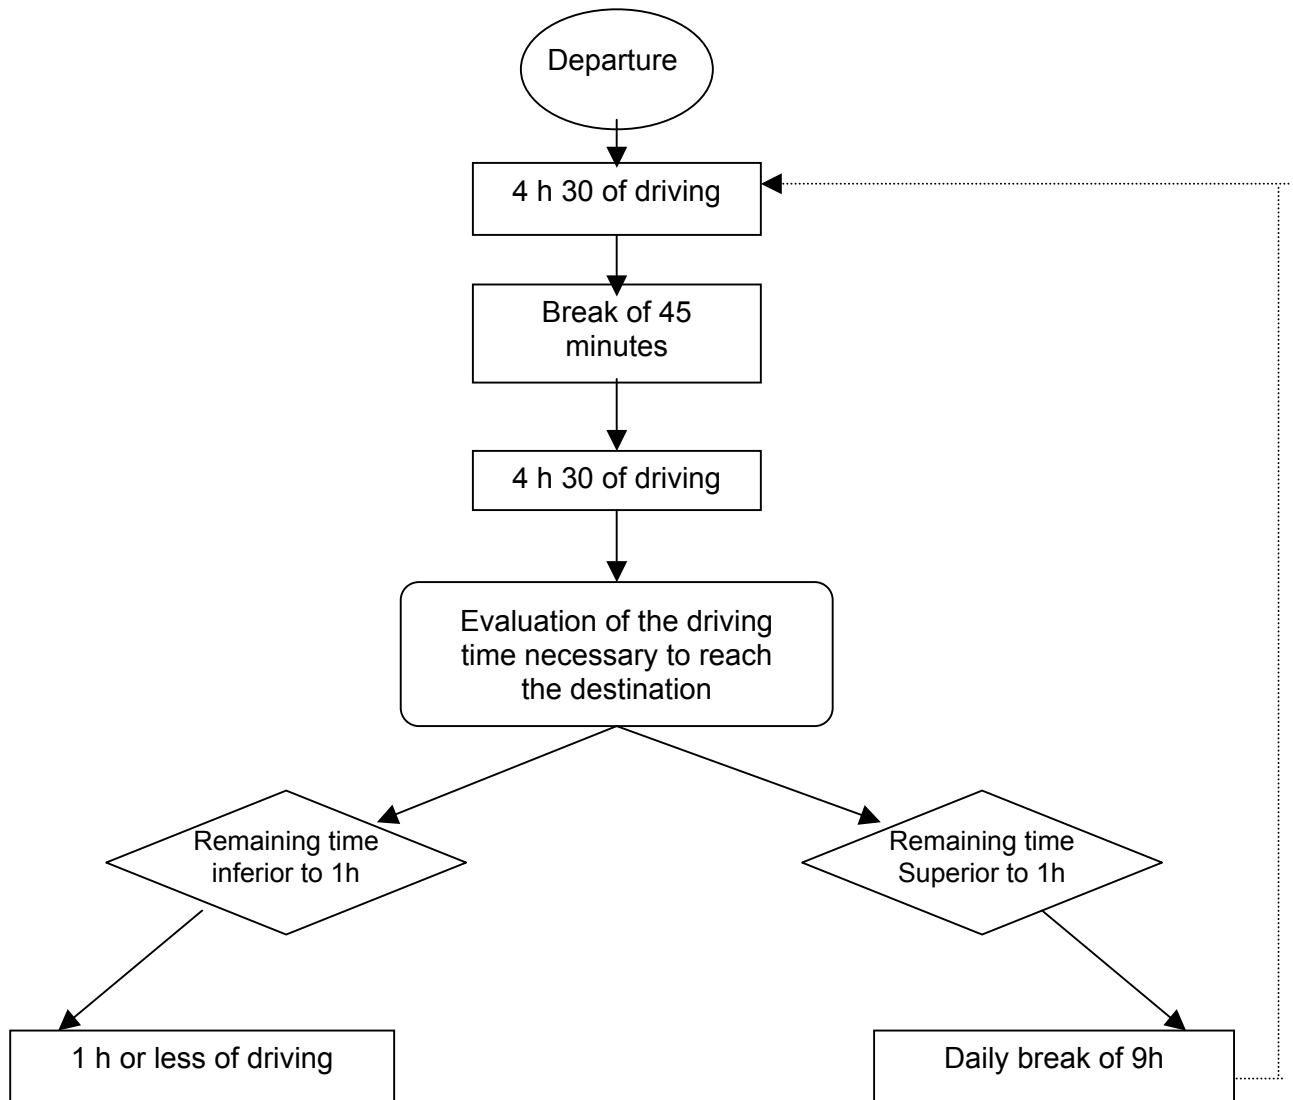 Departure
4 h 30 of driving
Break of 45
minutes
4 h 30 of driving
Evaluation of the driving
time necessary to reach
the destination
Remaining time
inferior to 1h
Remaining time
Superior to 1h
1 h or less of driving
Daily break of 9h